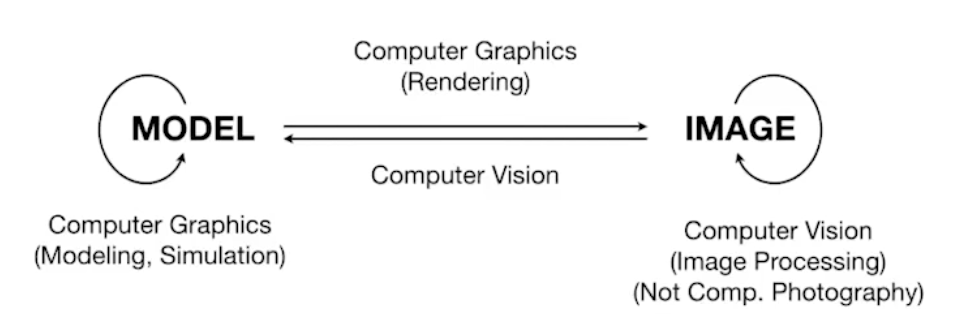 Computer Graphics
(Rendering)
MODEL
IMAGE
Computer Vision
Computer Graphics
(Modeling, Simulation)
Computer Vision
(Image Processing)
(Not Comp. Photography)